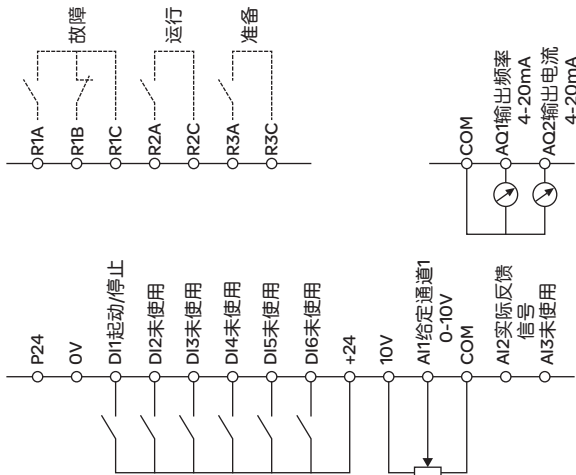 R1A
R1B
R1C
R2A
R2C
R3A
R3C
故障
运行
准备
COM
AQ1输出频率
4-20mA
AQ2输出电流
4-20mA
P24
0V
DI1起动/停止
DI2未使用
DI3未使用
DI4未使用
DI5未使用
DI6未使用
+24
10V
AI1给定通道1
0-10V
COM
AI2实际反馈
信号
AI3未使用